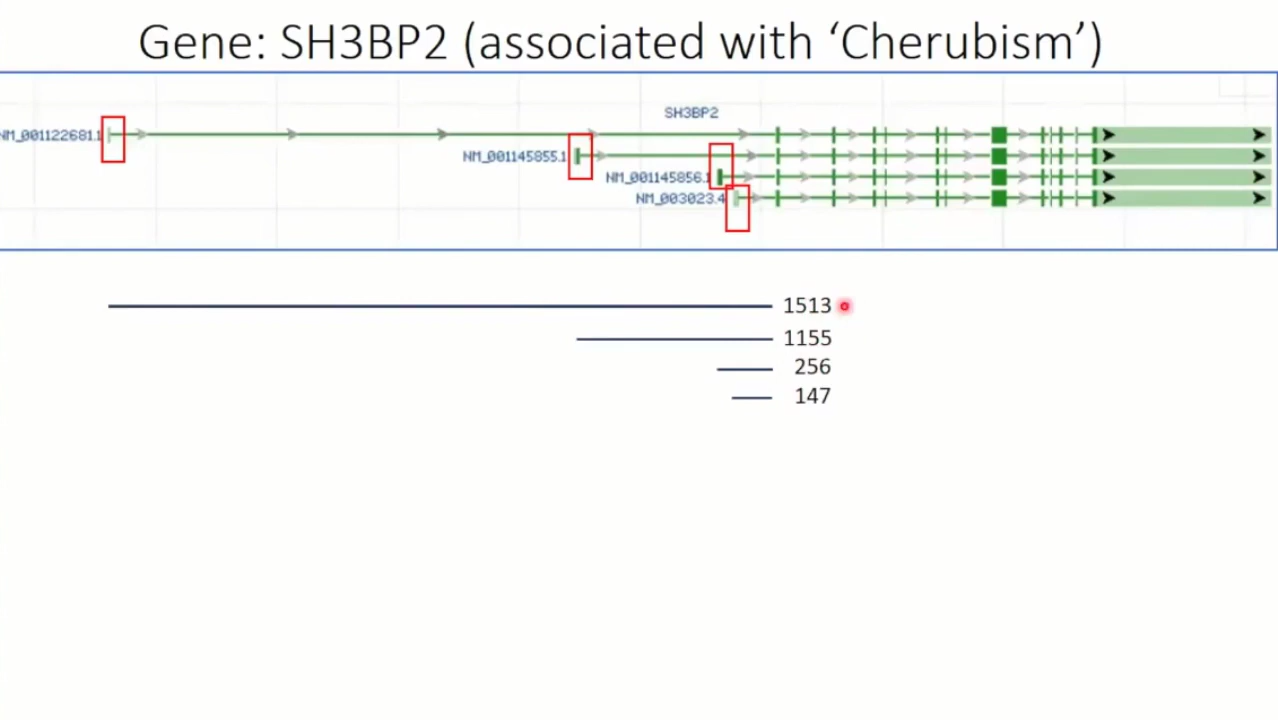 Gene: SH3BP2 (associated with ‘Cherubism’)
SH3BP2
NM_001122681.1
NM_001145855.1
NM_001145856.1
NM_003023.4
1513
1155
256
147